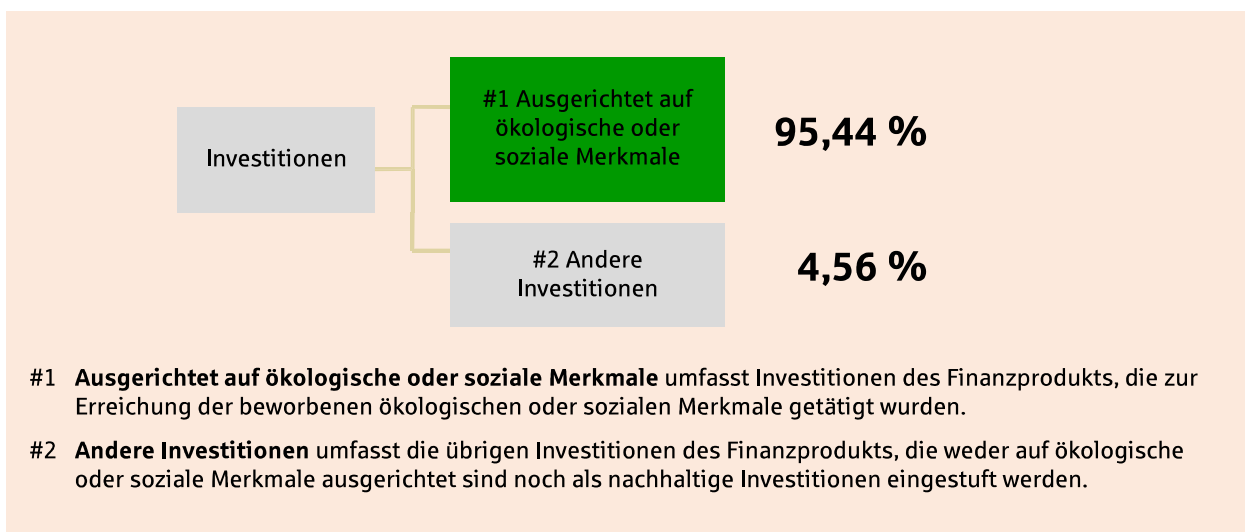 #1 Ausgerichtet auf
ökologische oder
soziale Merkmale
95,44 %
Investitionen
#2 Andere
Investitionen
4,56 %
#1 Ausgerichtet auf ökologische oder soziale Merkmale umfasst Investitionen des Finanzprodukts, die zur
Erreichung der beworbenen ökologischen oder sozialen Merkmale getätigt wurden.
#2 Andere Investitionen umfasst die übrigen Investitionen des Finanzprodukts, die weder auf ökologische
oder soziale Merkmale ausgerichtet sind noch als nachhaltige Investitionen eingestuft werden.